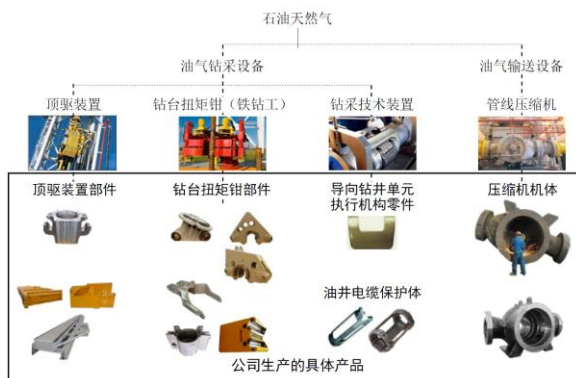 石油天然气
油气钻采设备
油气输送设备
顶驱装置
钻台扭矩钳（铁钻工）
钻采技术装置
管线压缩机
顶驱装置部件
钻台扭矩钳部件
导向钻井单元
执行机构零件
压缩机机体
油井电缆保护体
公司生产的具体产品